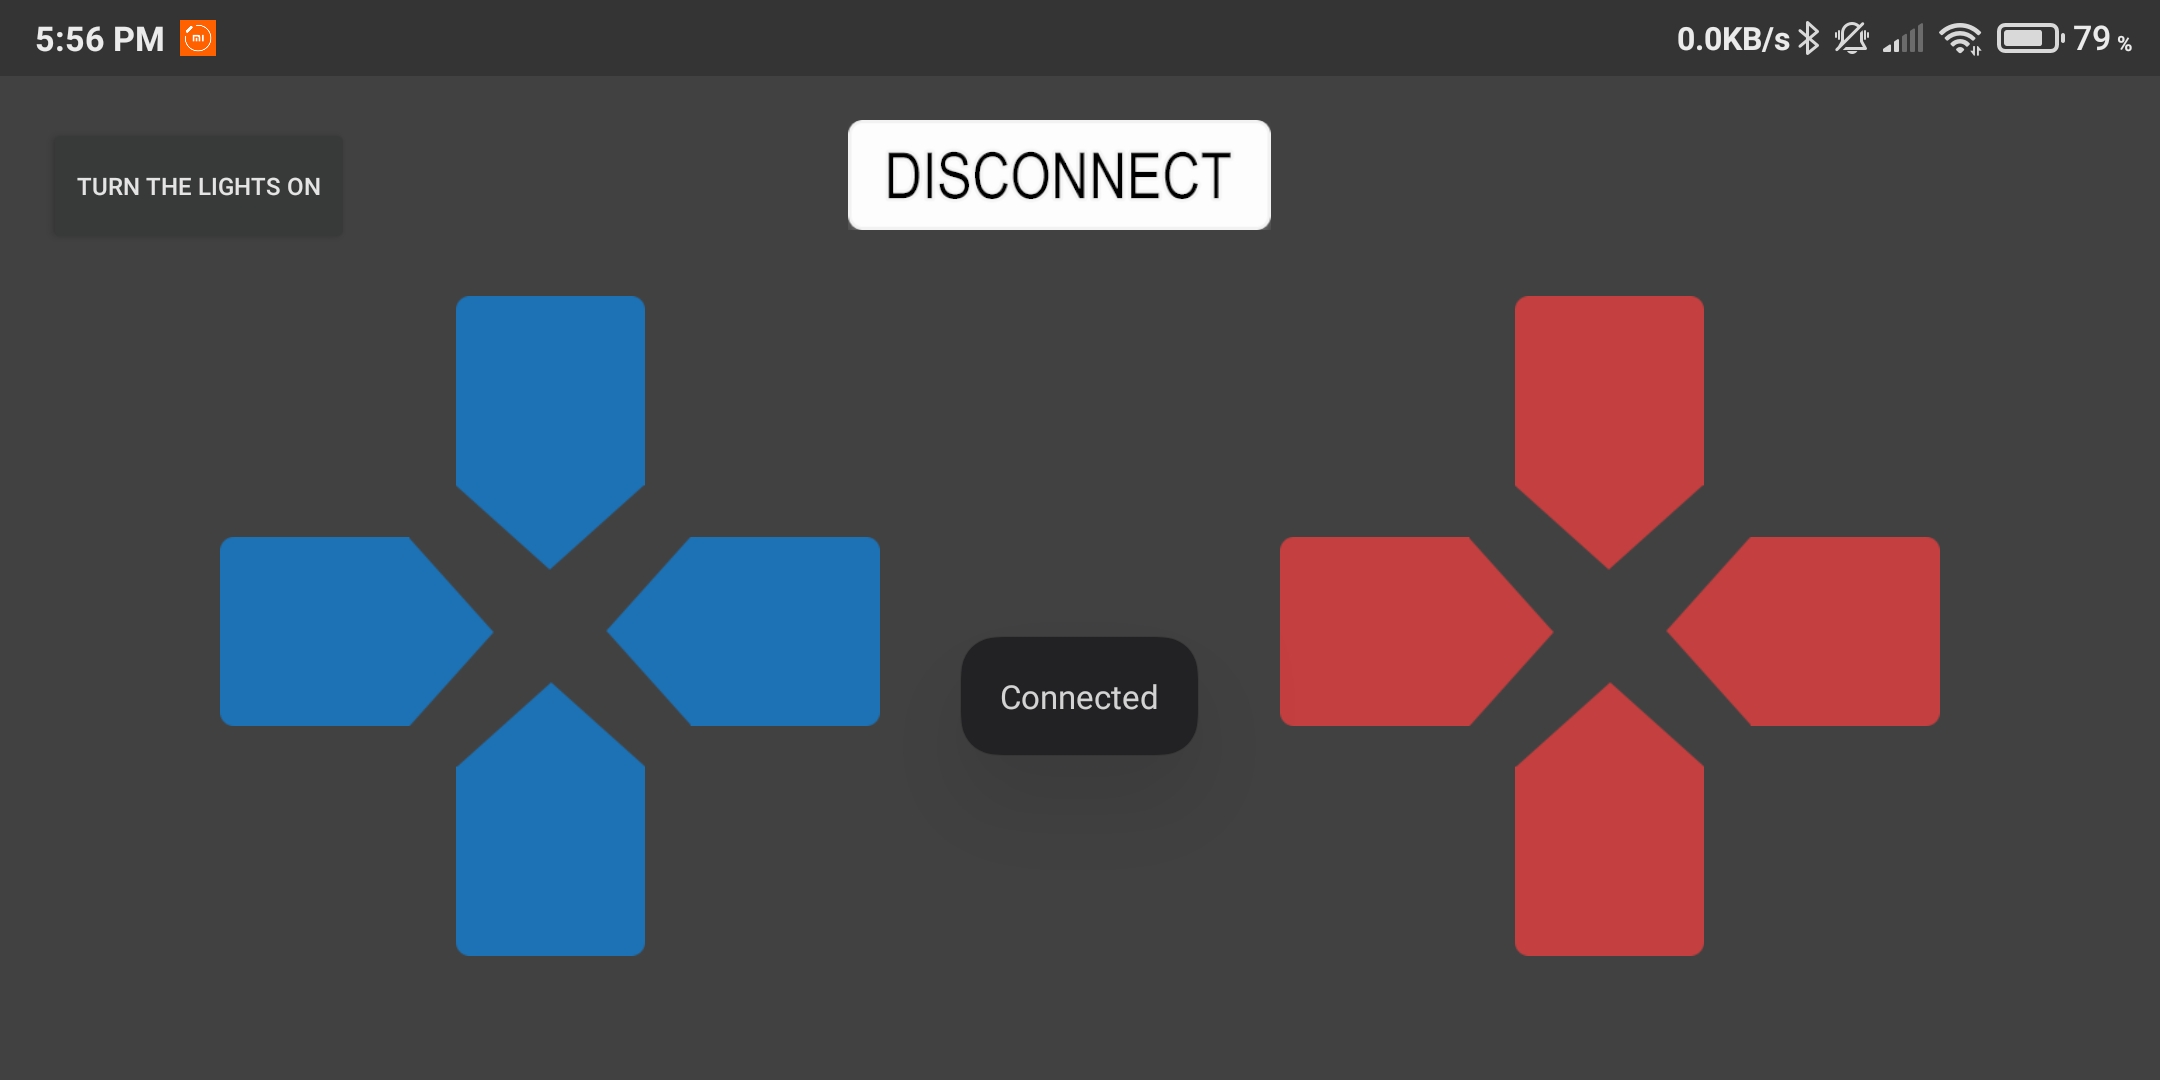 5:56 PM
0.0KB/s 79 %
TURN THE LIGHTS ON
DISCONNECT
Connected